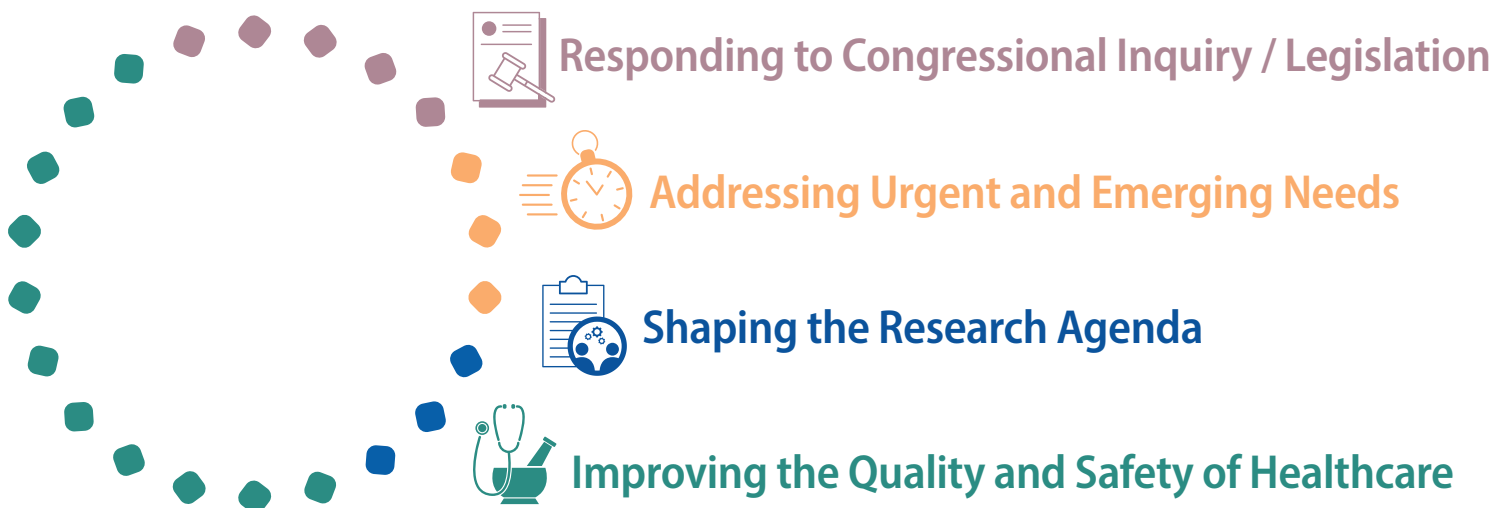 Responding to Congressional Inquiry / Legislation
Addressing Urgent and Emerging Needs
Shaping the Research Agenda
Improving the Quality and Safety of Healthcare